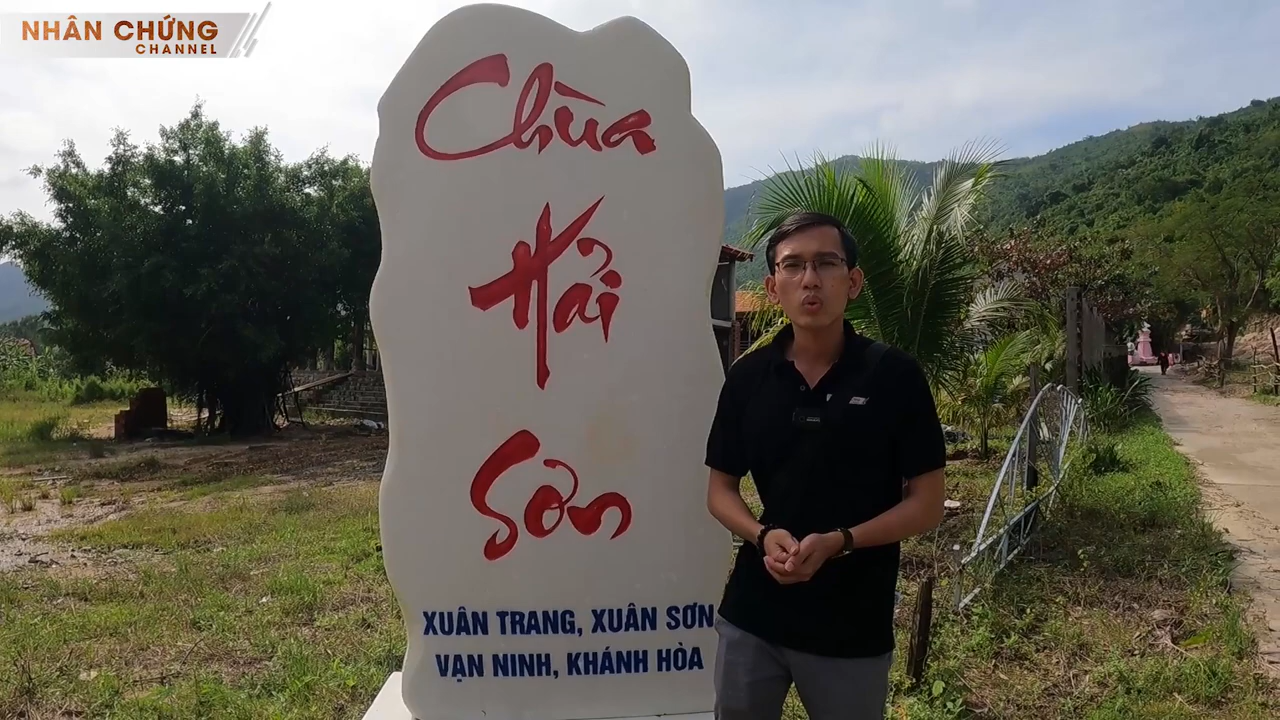 NHÂN CHỨNG
CHANNEL
Chùa
Hải
Sơn
XUÂN TRANG, XUÂN SƠN
VẠN NINH, KHÁNH HÒA